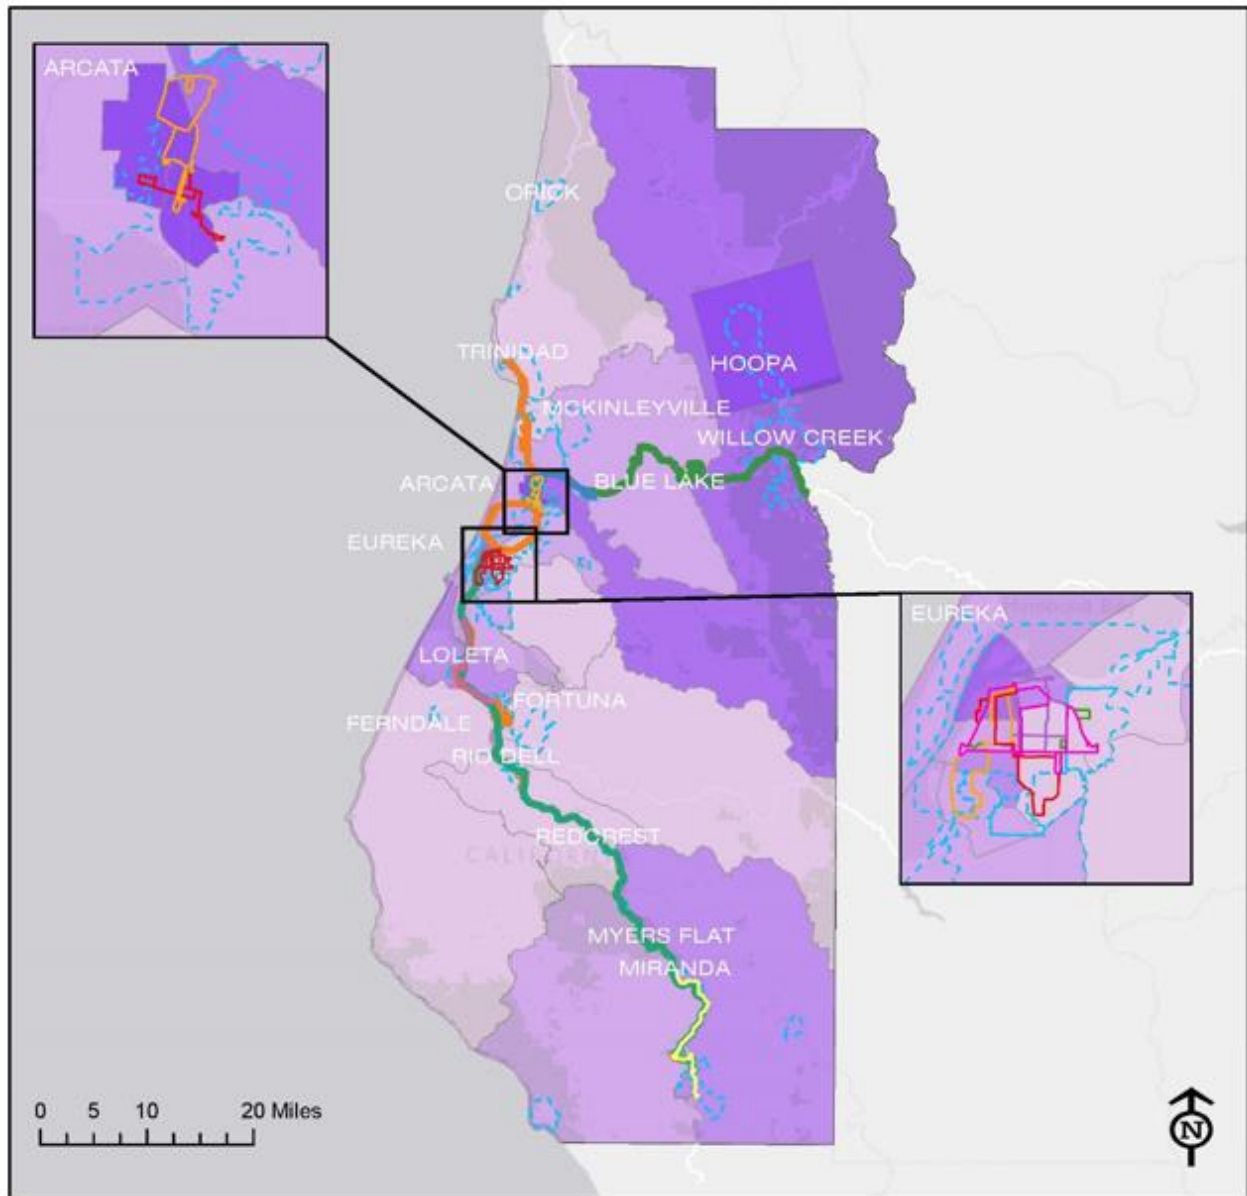 ARCATA
ORICK
TRINIDAD
HOOPA
MCKINLEYVILLE
WILLOW CREEK
ARCATA
BLUE LAKE
EUREKA
EUREKA
LOLETA
FORTUNA
FERNDALE
RIO DELL
REDCREST
MYERS FLAT
MIRANDA
0 5 10 20 Miles
N